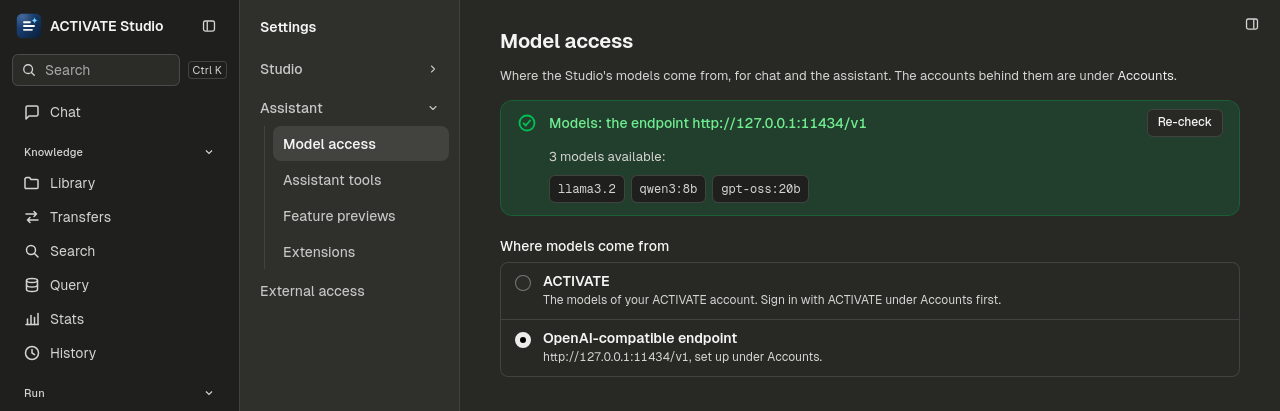 ACTIVATE Studio
Search
Ctrl K
Chat
Knowledge
Library
Transfers
Search
Query
Stats
History
Run
Settings
Studio
Assistant
Model access
Assistant tools
Feature previews
Extensions
External access
Model access
Where the Studio's models come from, for chat and the assistant. The accounts behind them are under Accounts.
Models: the endpoint http://127.0.0.1:11434/v1
Re-check
3 models available:
llama3.2 qwen3:8b gpt-oss:20b
Where models come from
ACTIVATE
The models of your ACTIVATE account. Sign in with ACTIVATE under Accounts first.
OpenAI-compatible endpoint
http://127.0.0.1:11434/v1, set up under Accounts.